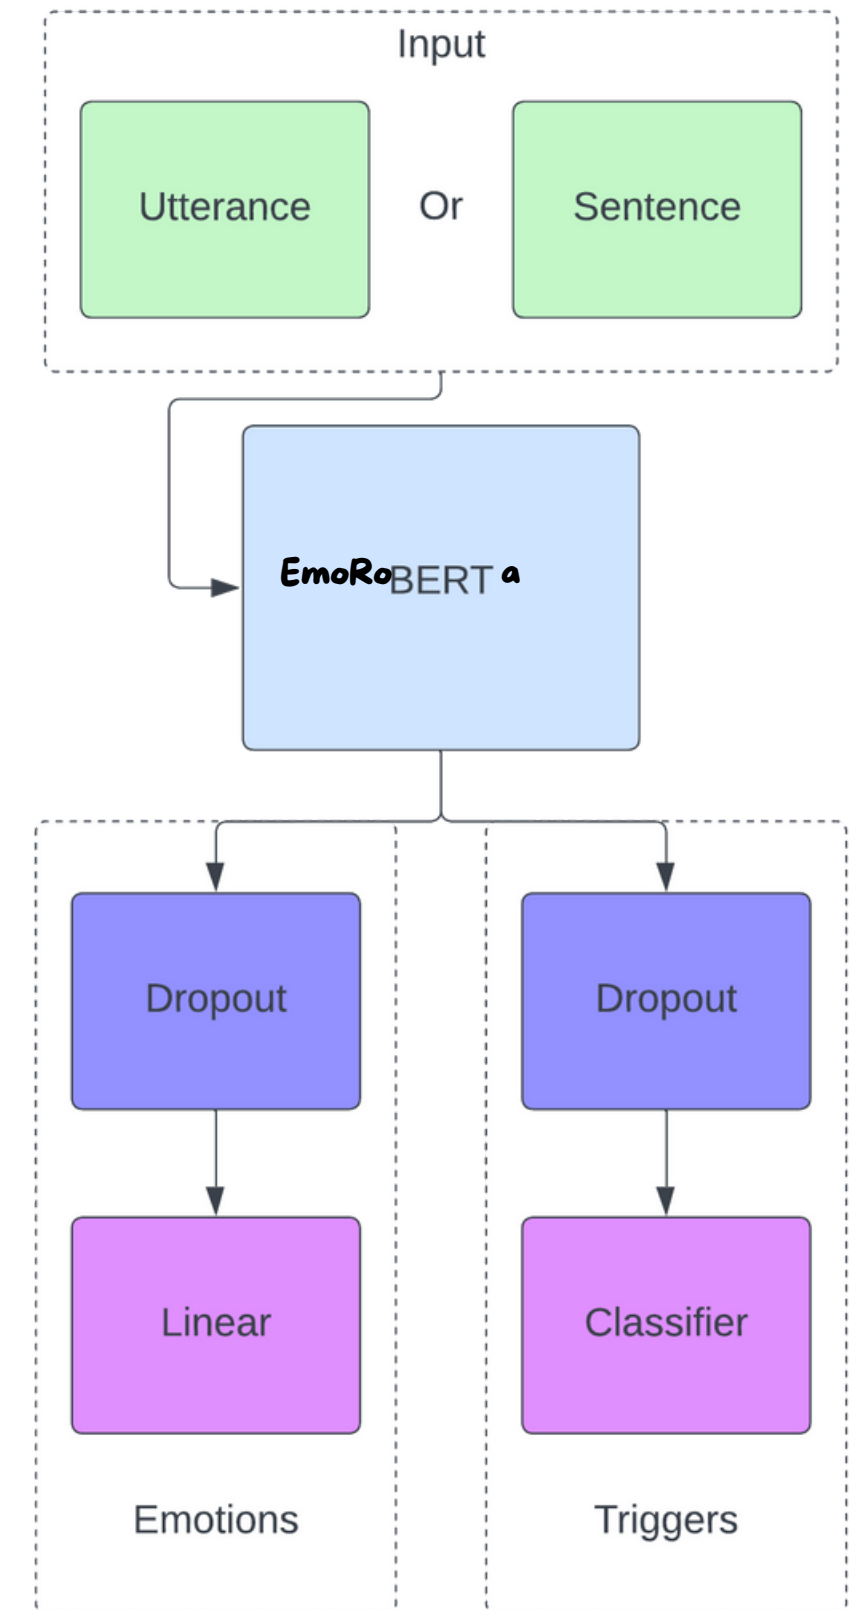 Input
Utterance Or Sentence
EmoRoBERTa
Dropout Dropout
Linear Classifier
Emotions Triggers